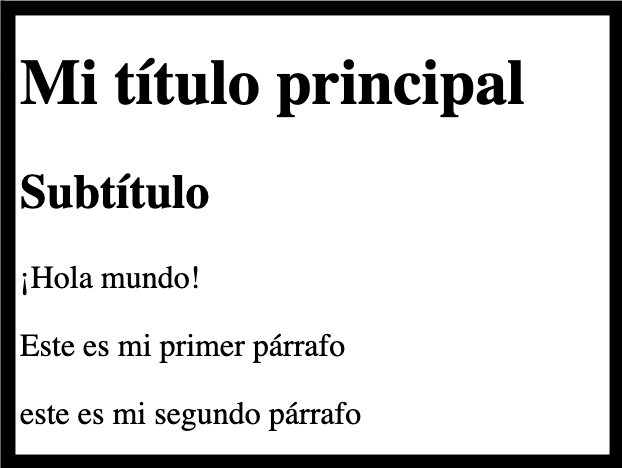 Mi título principal
Subtítulo
¡Hola mundo!
Este es mi primer párrafo
este es mi segundo párrafo